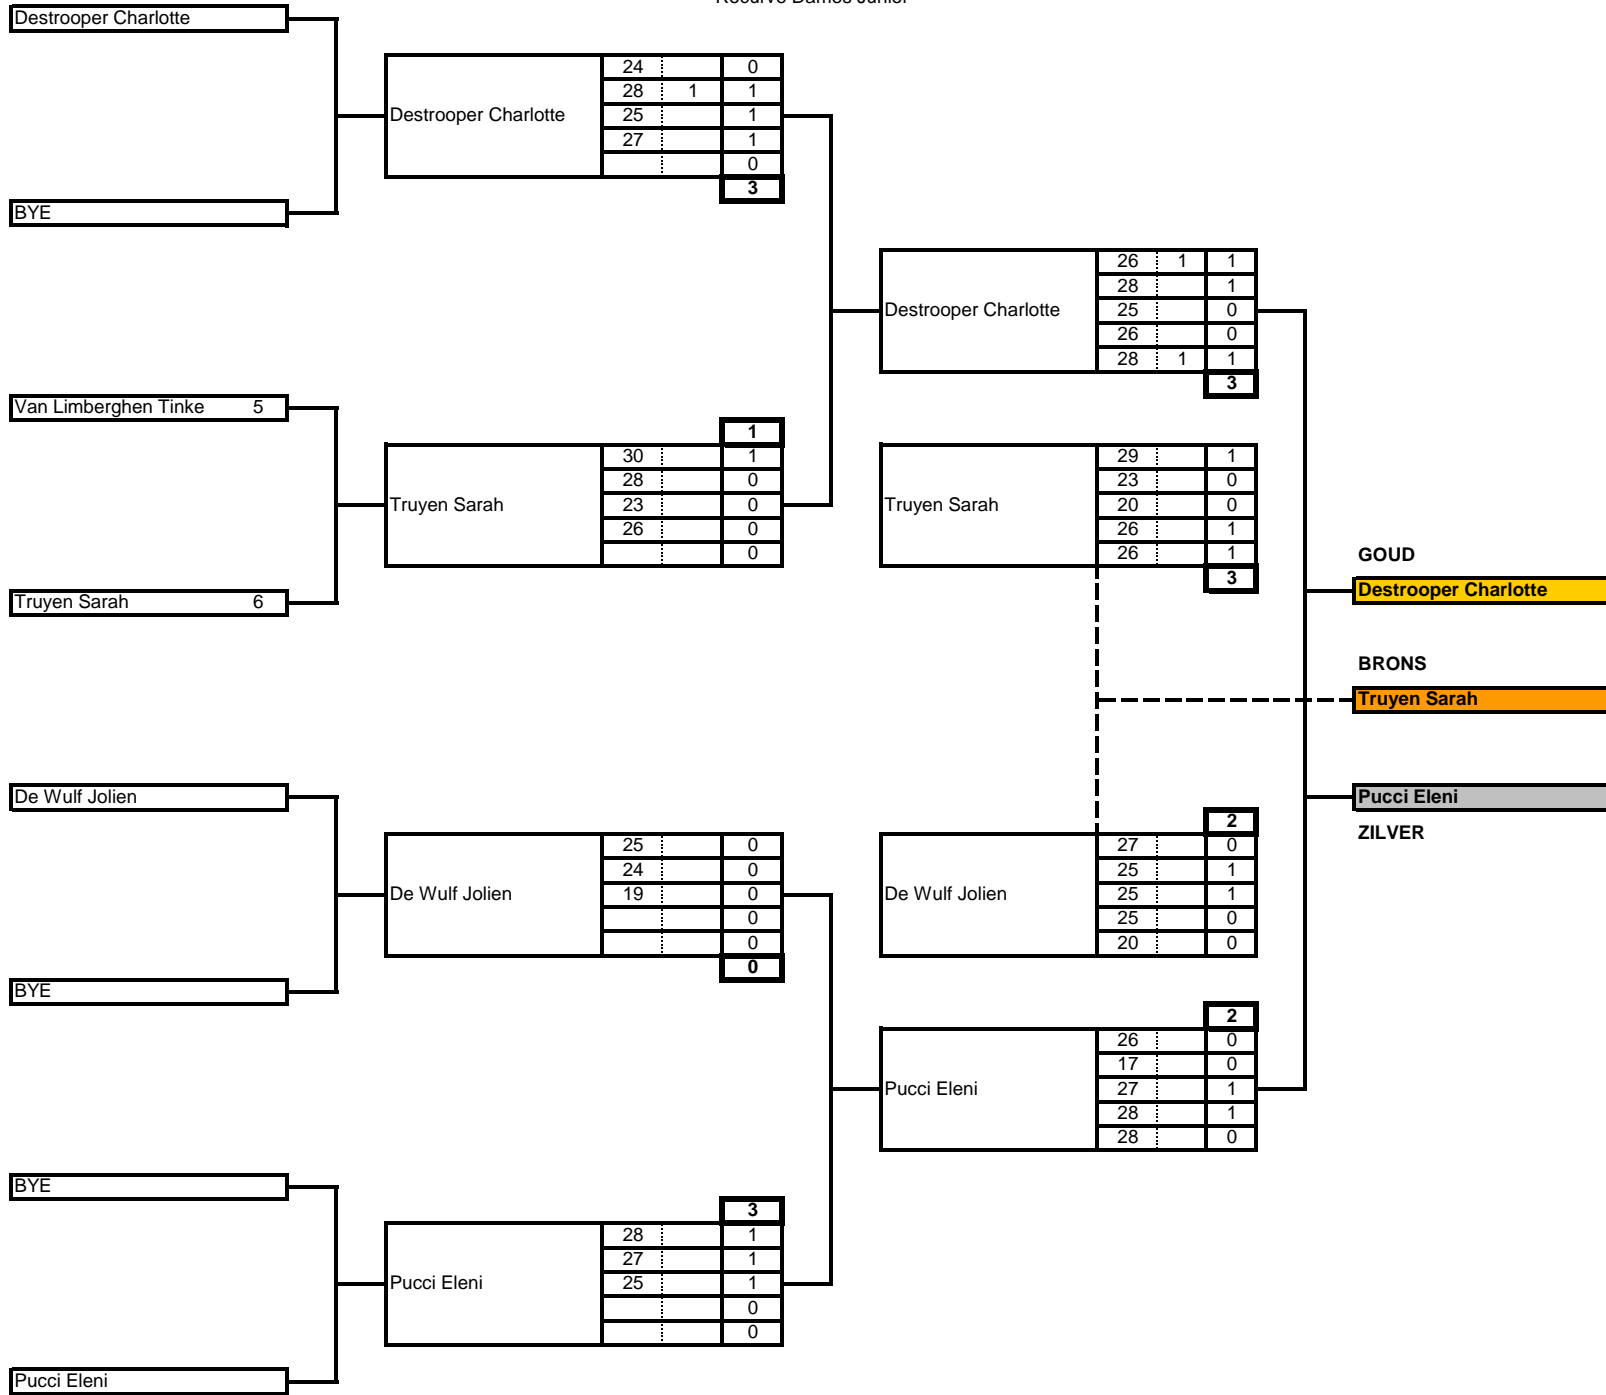 Recurve Dames Junior
Destrooper Charlotte
BYE
Van Limberghen Tinke 5
Truyen Sarah 6
De Wulf Jolien
BYE
BYE
Pucci Eleni
Destrooper Charlotte
24 0
28 1 1
25 1
27 1
0
3
1
Truyen Sarah
30 1
28 0
23 0
26 0
0
De Wulf Jolien
25 0
24 0
19 0
0
0
0
3
Pucci Eleni
28 1
27 1
25 1
0
0
Destrooper Charlotte
26 1 1
28 1
25 0
26 0
28 1 1
3
Truyen Sarah
29 1
23 0
20 0
26 1
26 1
3
2
De Wulf Jolien
27 0
25 1
25 1
25 0
20 0
2
Pucci Eleni
26 0
17 0
27 1
28 1
28 0
GOUD
Destrooper Charlotte
BRONS
Truyen Sarah
Pucci Eleni
ZILVER